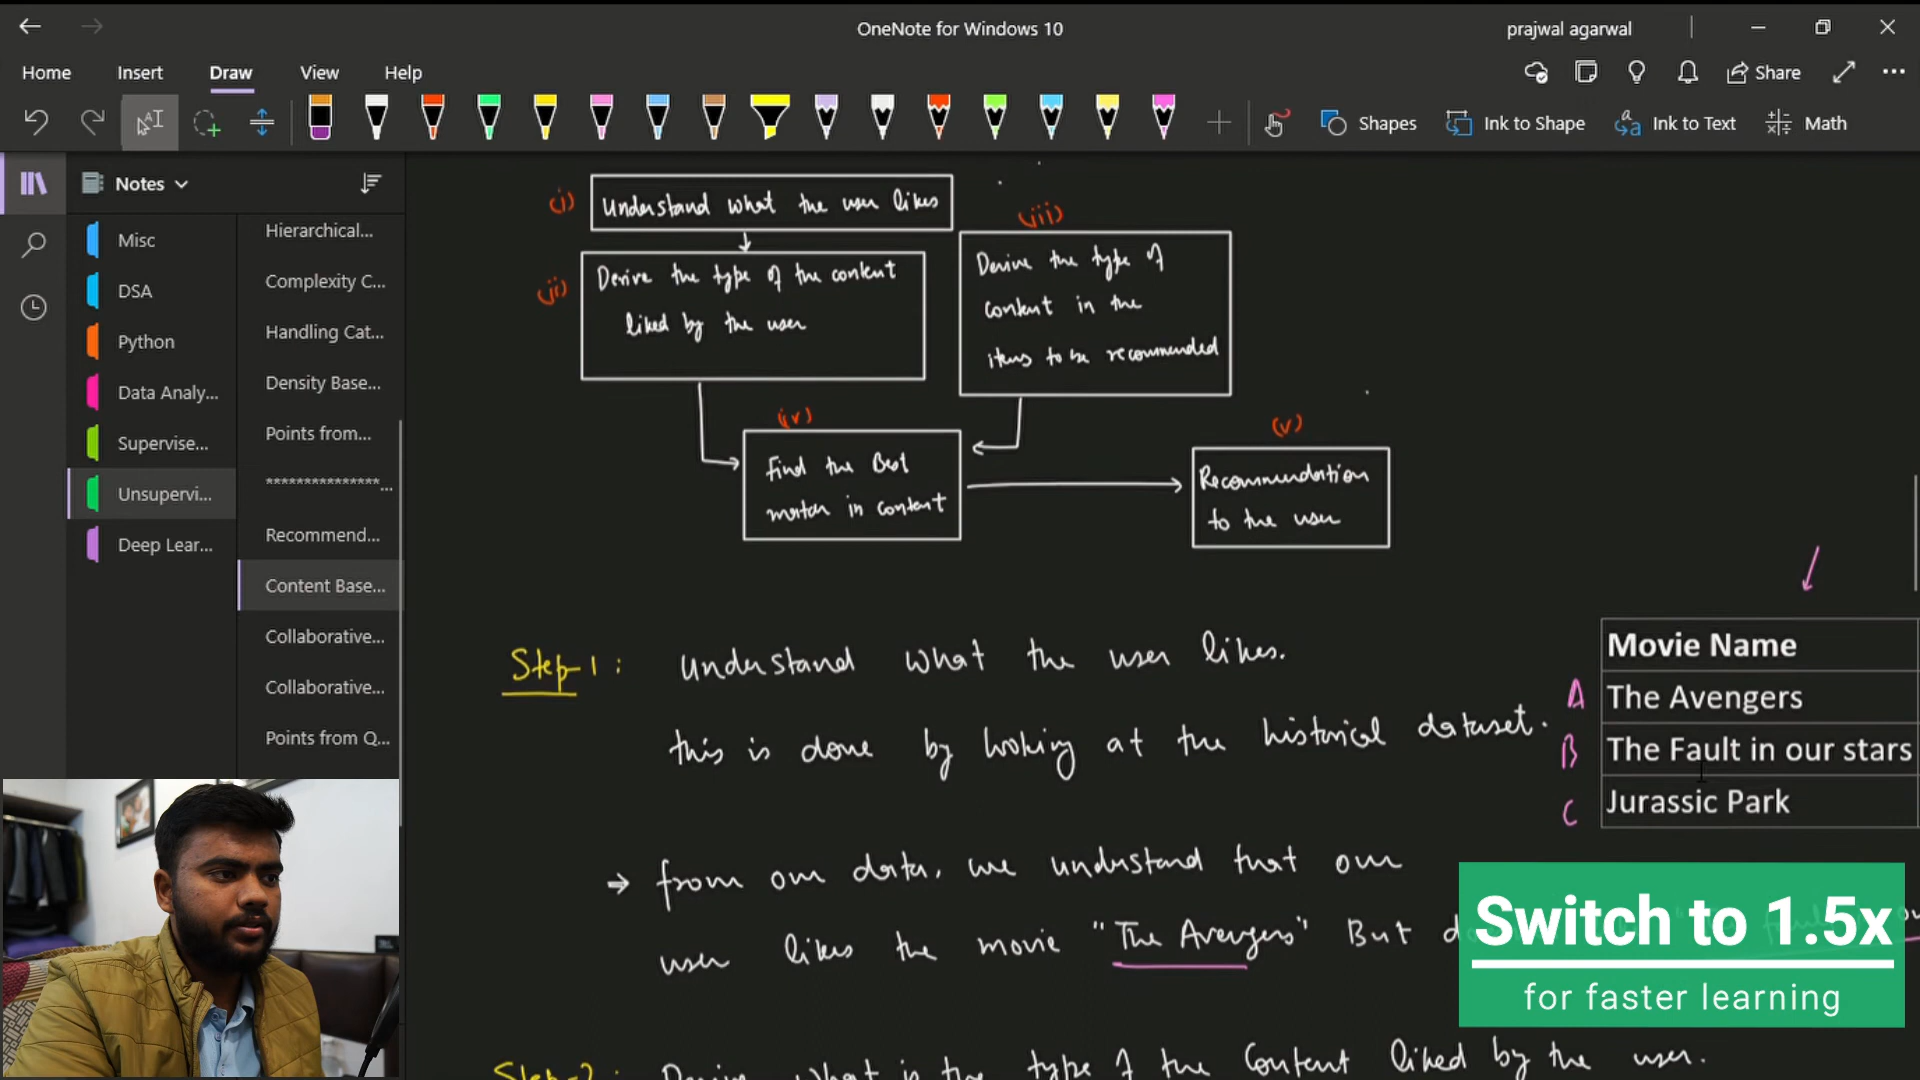 OneNote for Windows 10
prajwal agarwal
Home Insert Draw View Help
Share
Shapes Ink to Shape Ink to Text Math
Notes
Misc
DSA
Python
Data Analy...
Supervise...
Unsupervi...
Deep Lear...
Hierarchical...
Complexity C...
Handling Cat...
Density Base...
Points from...
***************...
Recommend...
Content Base...
Collaborative...
Collaborative...
Points from Q...
(i) Understand what the user likes
(ii) Derive the type of the content
liked by the user
(iii)
Derive the type of
content in the
items to be recommended
(iv)
Find the Best
match in content
(v)
Recommendation
to the user
Step-1: Understand what the user likes.
this is done by looking at the historical dataset.
Movie Name
A The Avengers
B The Fault in our stars
C Jurassic Park
→ from our data, we understand that our
user likes the movie "The Avengers" But
Switch to 1.5x
for faster learning
Step-2: Derive what is the type of the Content liked by the user.